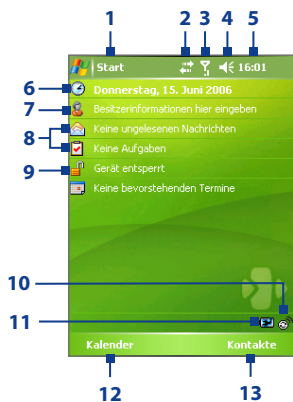 1 2 3 4 5
Start 16:01
6 Donnerstag, 15. Juni 2006
7 Besitzerinformationen hier eingeben
8 Keine ungelesenen Nachrichten
Keine Aufgaben
9 Gerät entsperrt
Keine bevorstehenden Termine
10
11
Kalender Kontakte
12 13